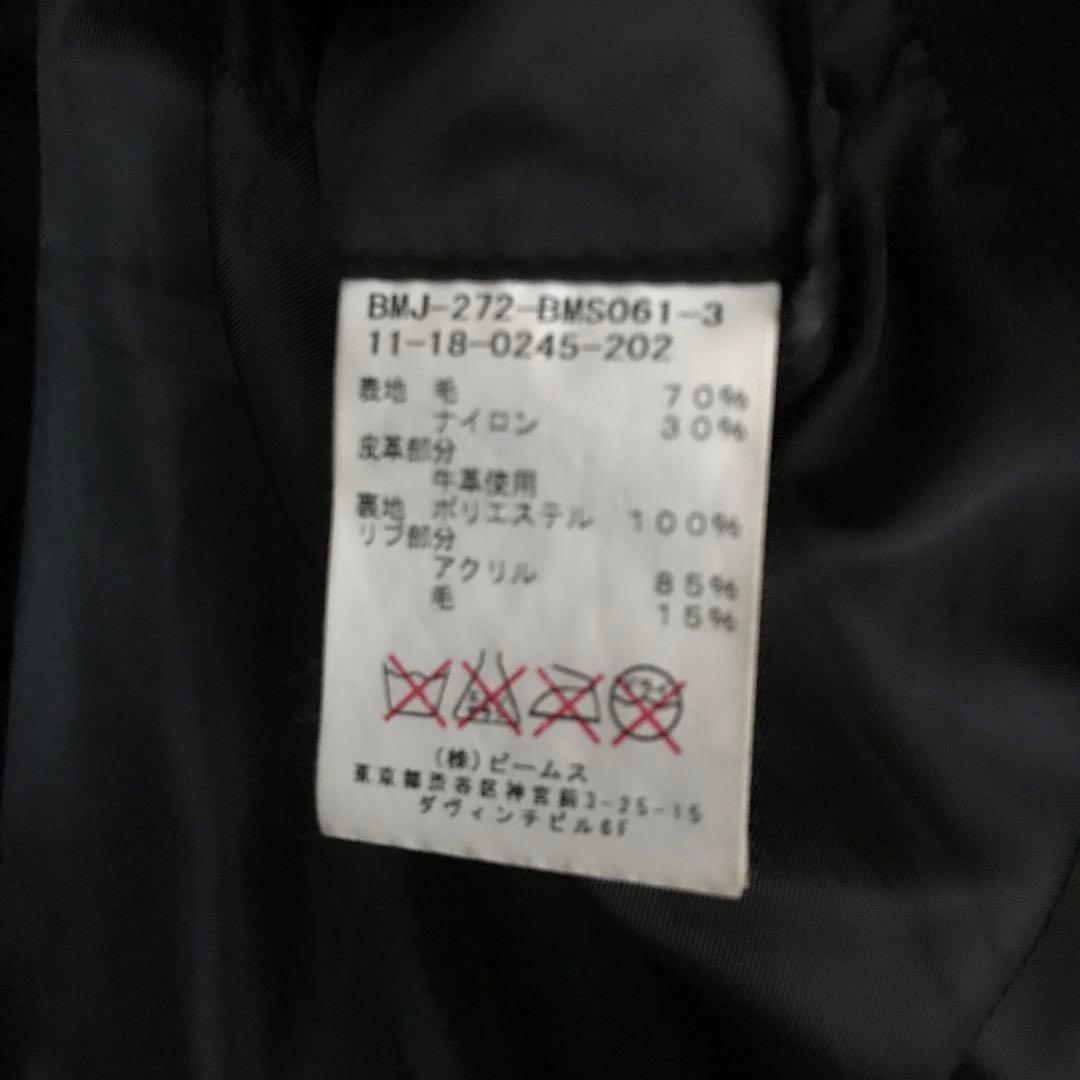 BMJ-272-BMS061-3
11-18-0245-202
表地 毛 70%
ナイロン 30%
皮革部分
牛革使用
裏地 ポリエステル 100%
リブ部分
アクリル 85%
毛 15%
(株)ビームス
東京都渋谷区神宮前3-25-15
ダヴィンチビル6F